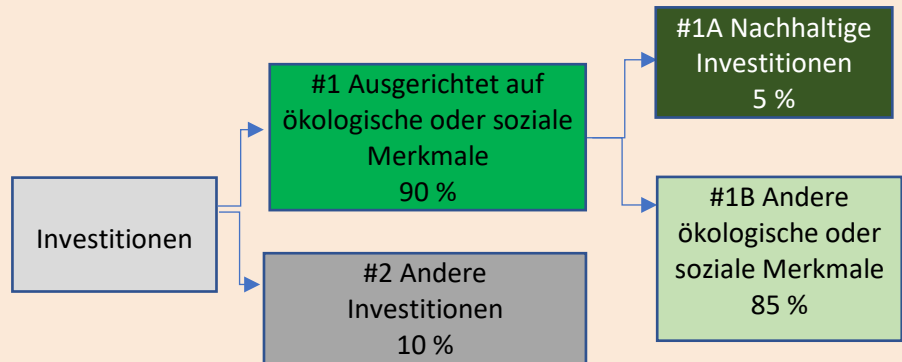 Investitionen
#1 Ausgerichtet auf
ökologische oder soziale
Merkmale
90 %
#2 Andere
Investitionen
10 %
#1A Nachhaltige
Investitionen
5 %
#1B Andere
ökologische oder
soziale Merkmale
85 %